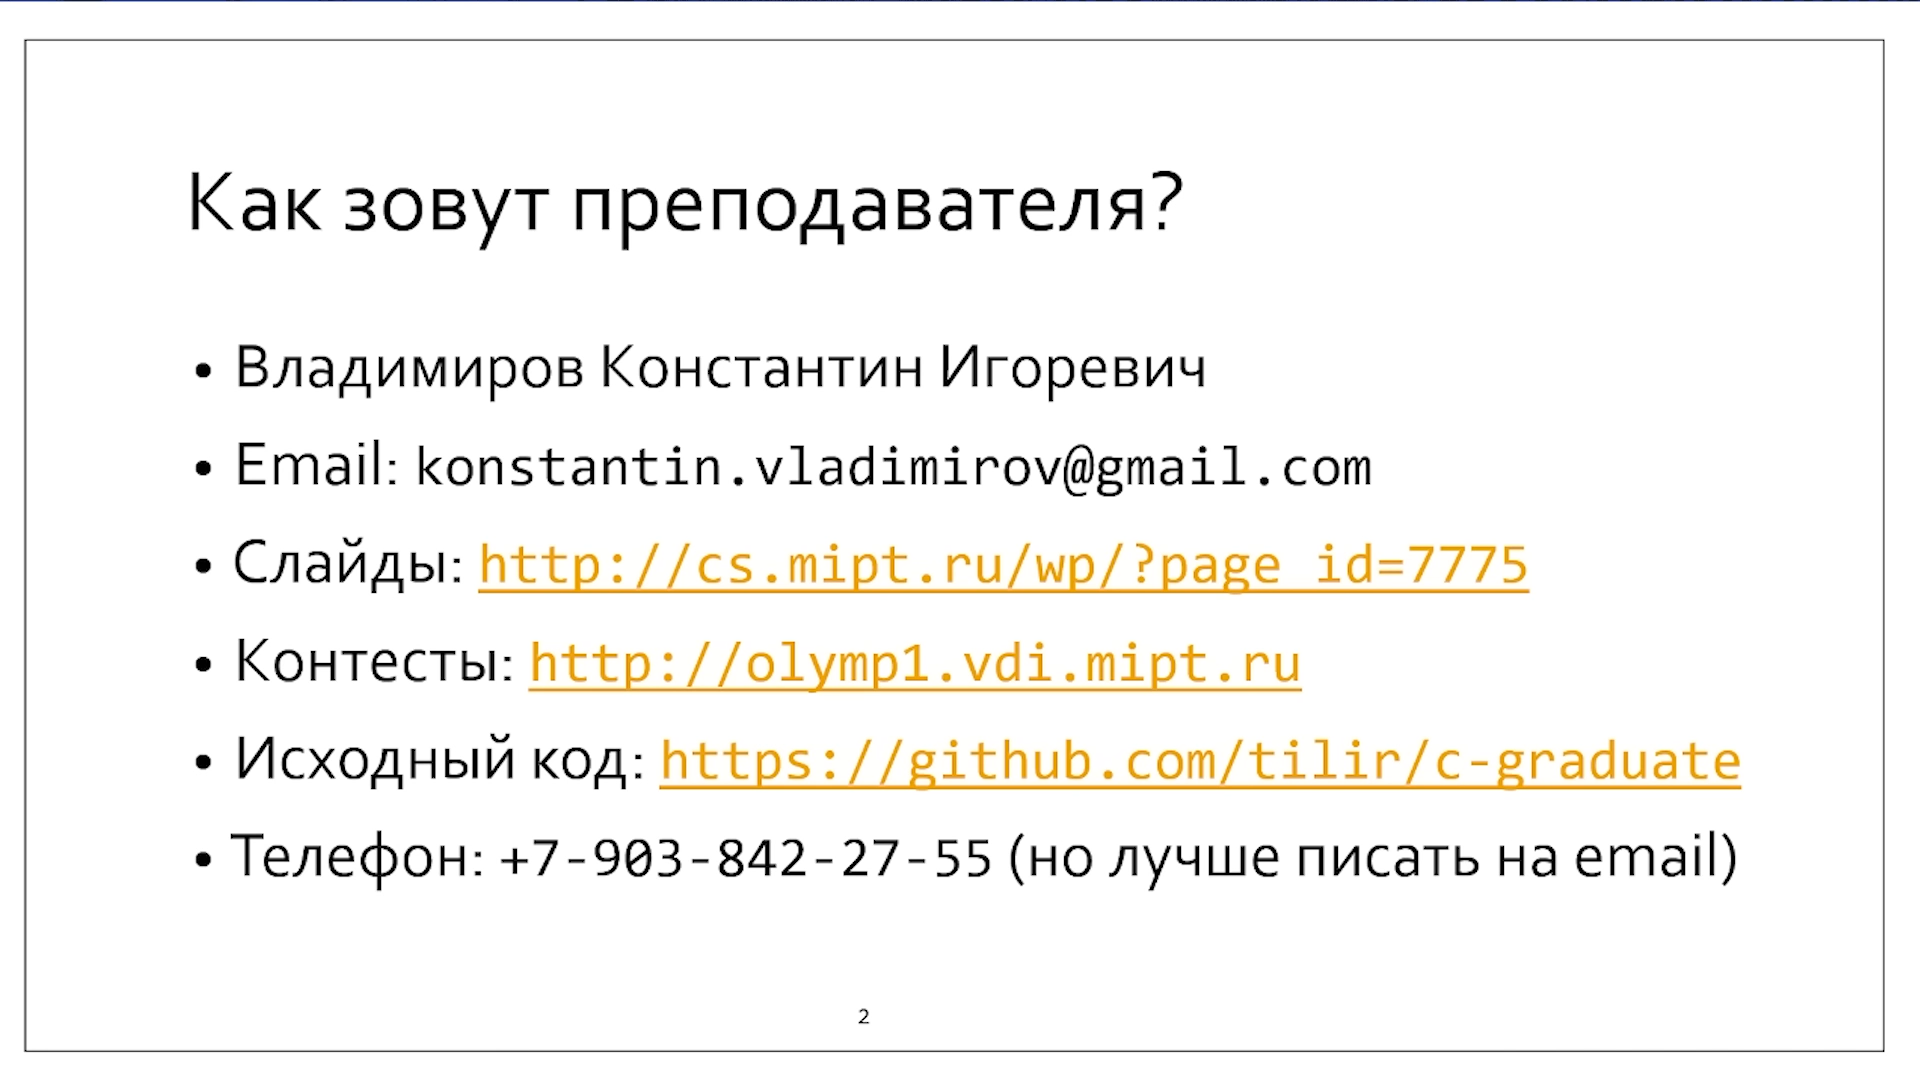 Как зовут преподавателя?
• Владимиров Константин Игоревич
• Email: konstantin.vladimirov@gmail.com
• Слайды: http://cs.mipt.ru/wp/?page_id=7775
• Контесты: http://olymp1.vdi.mipt.ru
• Исходный код: https://github.com/tilir/c-graduate
• Телефон: +7-903-842-27-55 (но лучше писать на email)
2